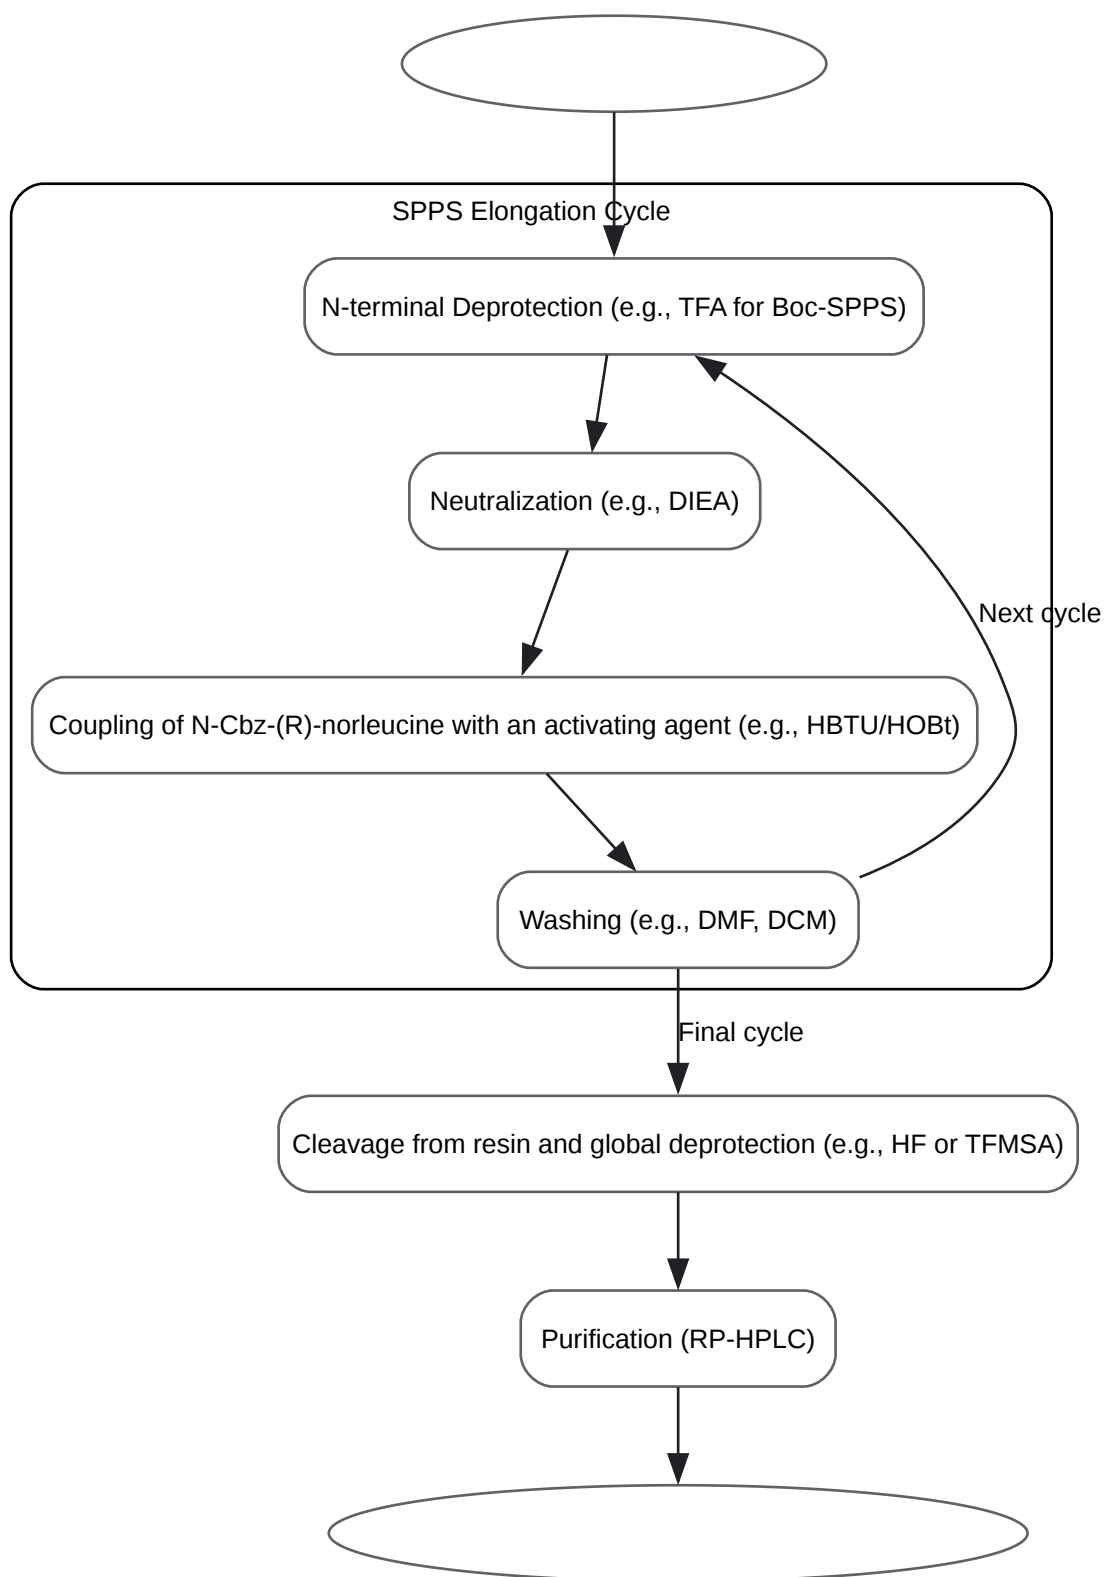 SPPS Elongation Cycle
N-terminal Deprotection (e.g., TFA for Boc-SPPS)
Neutralization (e.g., DIEA)
Next cycle
Coupling of N-Cbz-(R)-norleucine with an activating agent (e.g., HBTU/HOBt)
Washing (e.g., DMF, DCM)
Final cycle
Cleavage from resin and global deprotection (e.g., HF or TFMSA)
Purification (RP-HPLC)